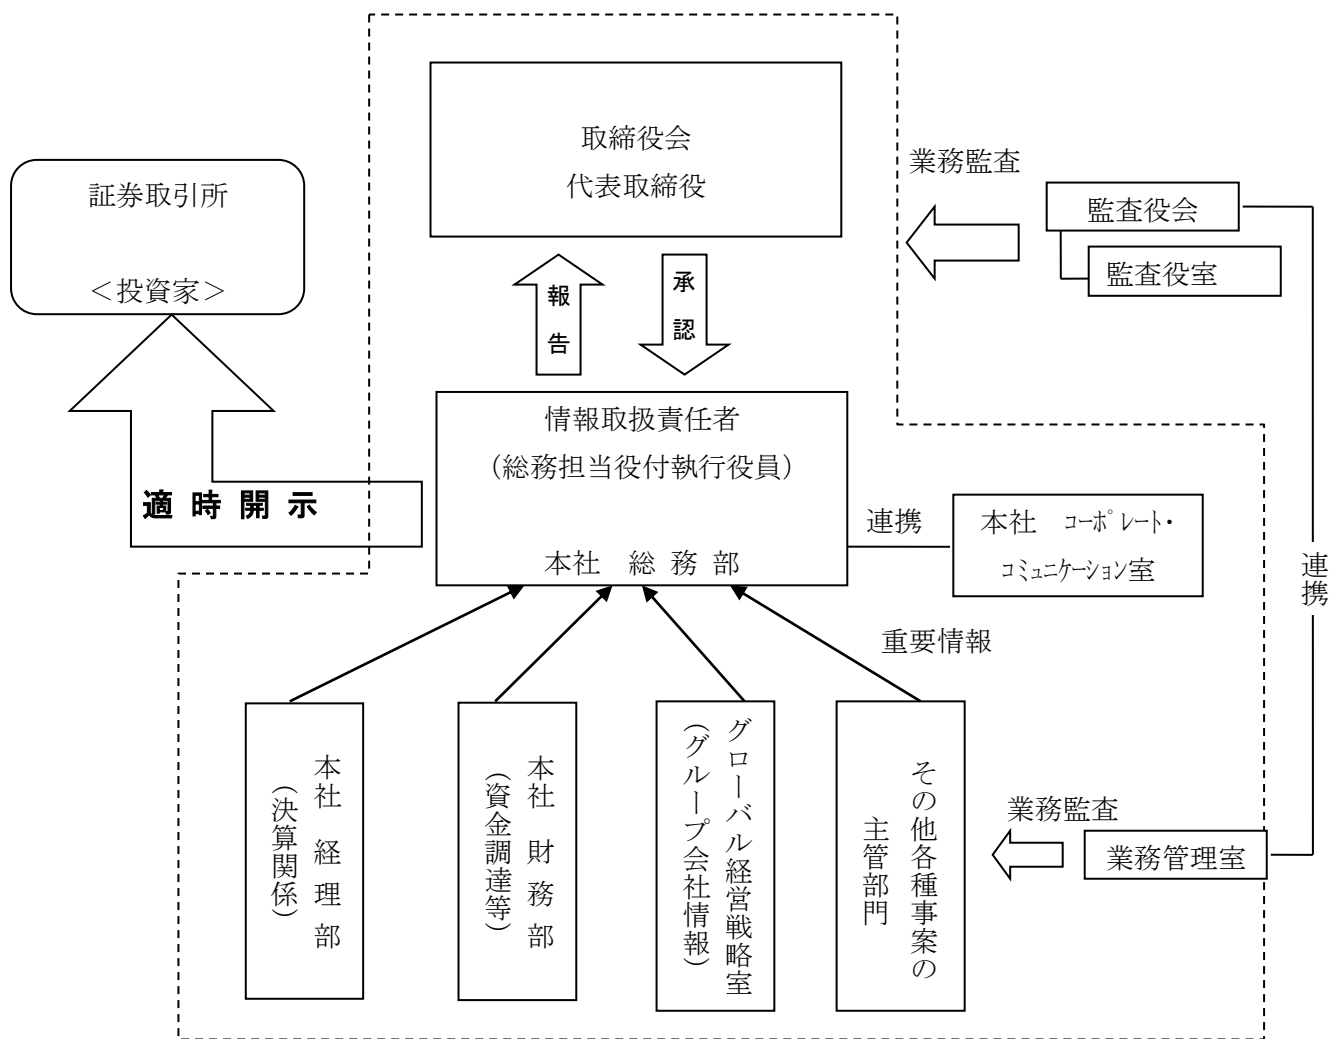 取締役会
代表取締役
証券取引所
＜投資家＞
業務監査
監査役会
監査役室
報告
承認
情報取扱責任者
(総務担当役付執行役員)
本社　総 務 部
適 時 開 示
連携
本社　コーポレート・
コミュニケーション室
連携
重要情報
本社　経 理 部
(決算関係)
本社　財 務 部
(資金調達等)
グローバル経営戦略室
(グループ会社情報)
その他各種事案の
主管部門
業務監査
業務管理室